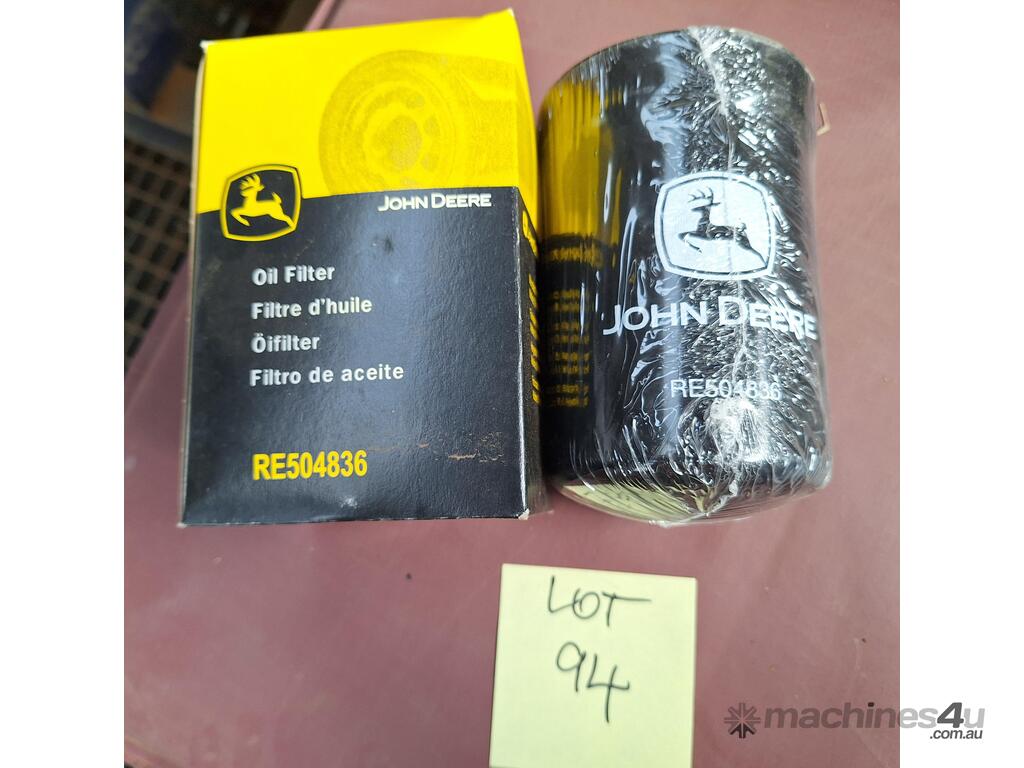 JOHN DEERE
Oil Filter
Filtre d'huile
Öifilter
Filtro de aceite
RE504836
JOHN DEERE
RE504836
LOT
94
machines4u
.com.au